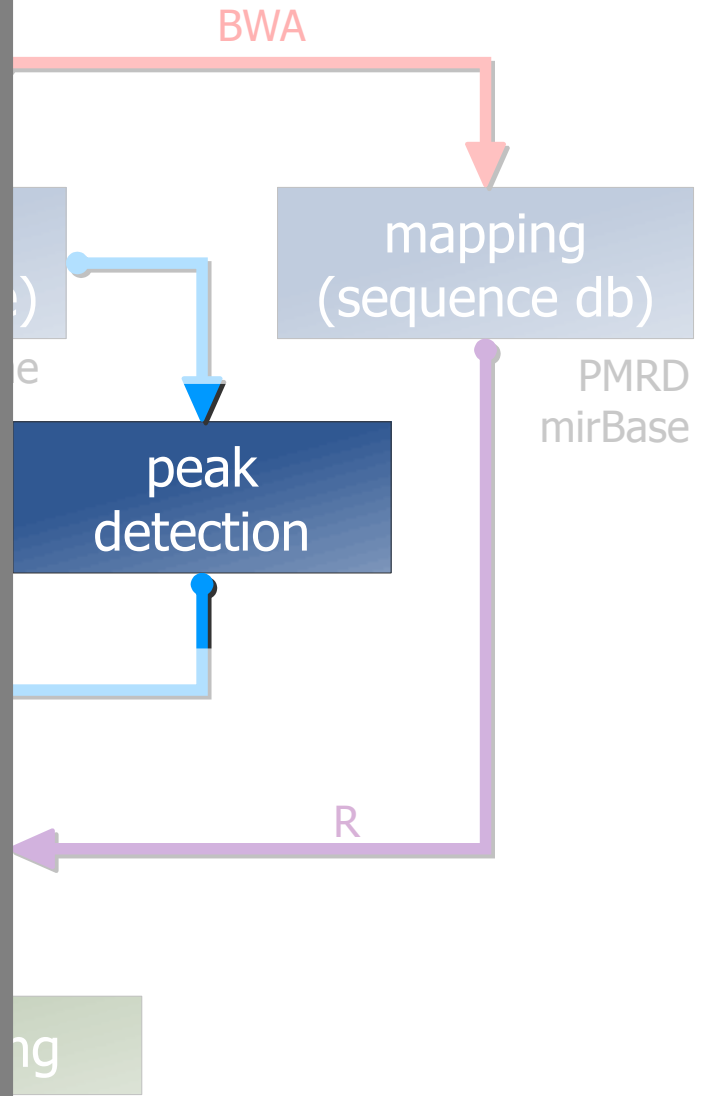 BWA
mapping
(sequence db)
PMRD
mirBase
peak
detection
R